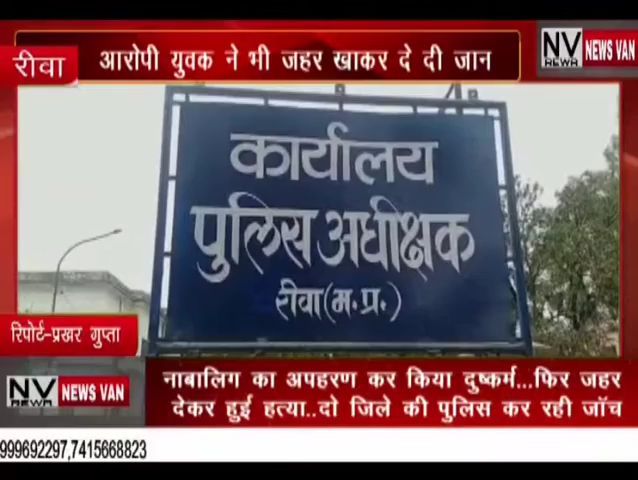 रीवा
आरोपी युवक ने भी जहर खाकर दे दी जान
NV NEWS VAN
REWA
कार्यालय
पुलिस अधीक्षक
रीवा (म.प्र.)
रिपोर्ट-प्रखर गुप्ता
NV NEWS VAN
REWA
नाबालिग का अपहरण कर किया दुष्कर्म...फिर जहर
देकर हुई हत्या..दो जिले की पुलिस कर रही जॉच
999692297,7415668823